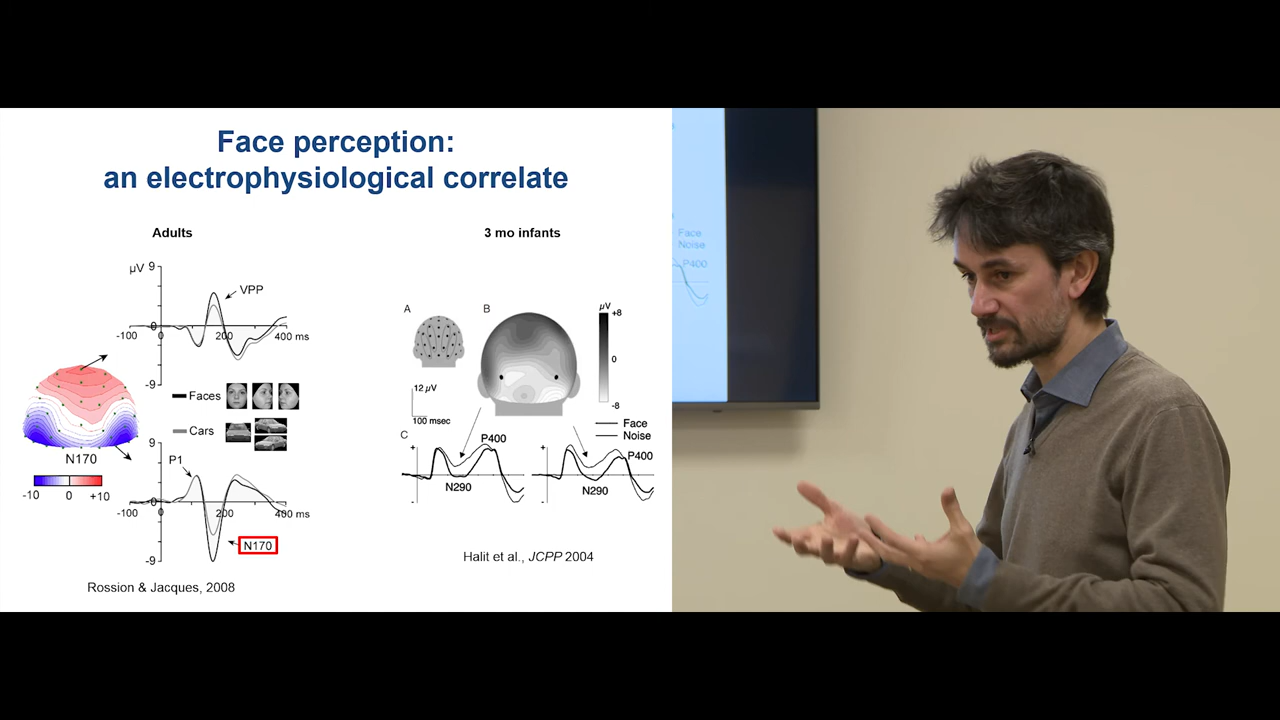 Face perception:
an electrophysiological correlate
Adults
µV 9
VPP
0
-100
200
400 ms
-9
Faces
Cars
N170
-10 0 +10
9
P1
0
-100
200
400 ms
N170
-9
Rossion & Jacques, 2008
3 mo infants
A
B
µV
+8
0
-8
12 µV
100 msec
Face
Noise
C
+
P400
N290
-
+
P400
N290
-
Halit et al., JCPP 2004
Face
Noise
P400